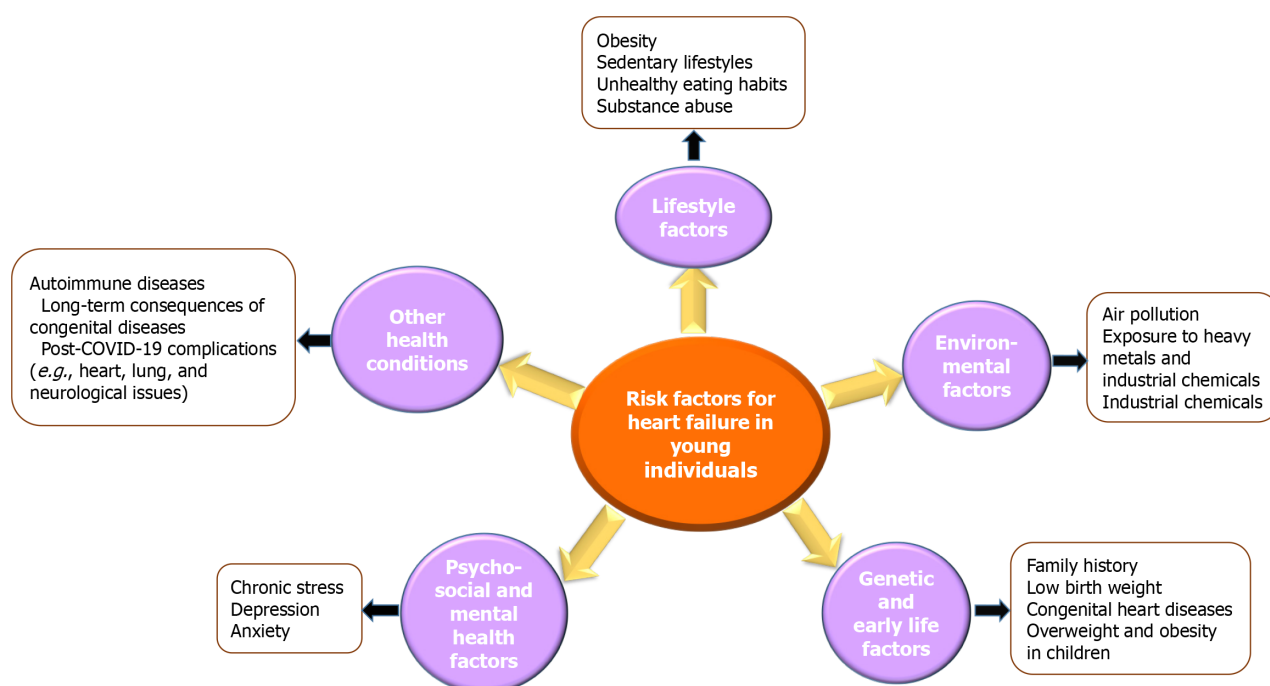 Obesity
Sedentary lifestyles
Unhealthy eating habits
Substance abuse
Lifestyle
factors
Autoimmune diseases
Long-term consequences of
congenital diseases
Post-COVID-19 complications
(e.g., heart, lung, and
neurological issues)
Other
health
conditions
Environ-
mental
factors
Air pollution
Exposure to heavy
metals and
industrial chemicals
Industrial chemicals
Risk factors for
heart failure in
young
individuals
Chronic stress
Depression
Anxiety
Psycho-
social and
mental
health
factors
Genetic
and
early life
factors
Family history
Low birth weight
Congenital heart diseases
Overweight and obesity
in children